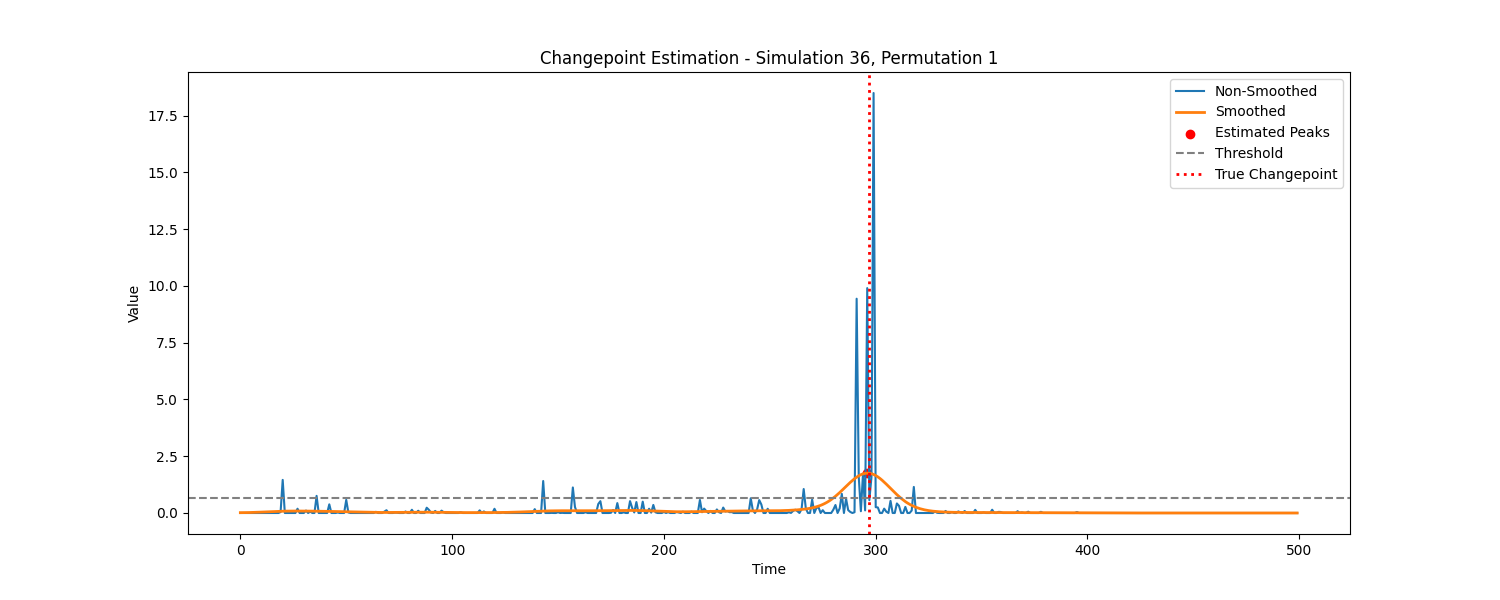 Changepoint Estimation - Simulation 36, Permutation 1
Non-Smoothed
Smoothed
Estimated Peaks
Threshold
True Changepoint
17.5
15.0
12.5
10.0
7.5
5.0
2.5
0.0
Value
0 100 200 300 400 500
Time